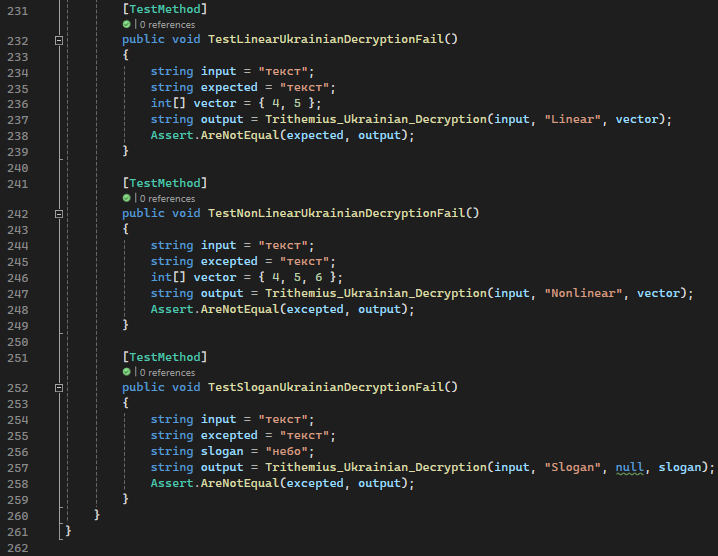 231 [TestMethod]
0 references
232 public void TestLinearUkrainianDecryptionFail()
233 {
234 string input = "текст";
235 string expected = "текст";
236 int[] vector = { 4, 5 };
237 string output = Trithemius_Ukrainian_Decryption(input, "Linear", vector);
238 Assert.AreNotEqual(expected, output);
239 }
240
241 [TestMethod]
0 references
242 public void TestNonLinearUkrainianDecryptionFail()
243 {
244 string input = "текст";
245 string excepted = "текст";
246 int[] vector = { 4, 5, 6 };
247 string output = Trithemius_Ukrainian_Decryption(input, "Nonlinear", vector);
248 Assert.AreNotEqual(excepted, output);
249 }
250
251 [TestMethod]
0 references
252 public void TestSloganUkrainianDecryptionFail()
253 {
254 string input = "текст";
255 string excepted = "текст";
256 string slogan = "небо";
257 string output = Trithemius_Ukrainian_Decryption(input, "Slogan", null, slogan);
258 Assert.AreNotEqual(excepted, output);
259 }
260 }
261 }
262